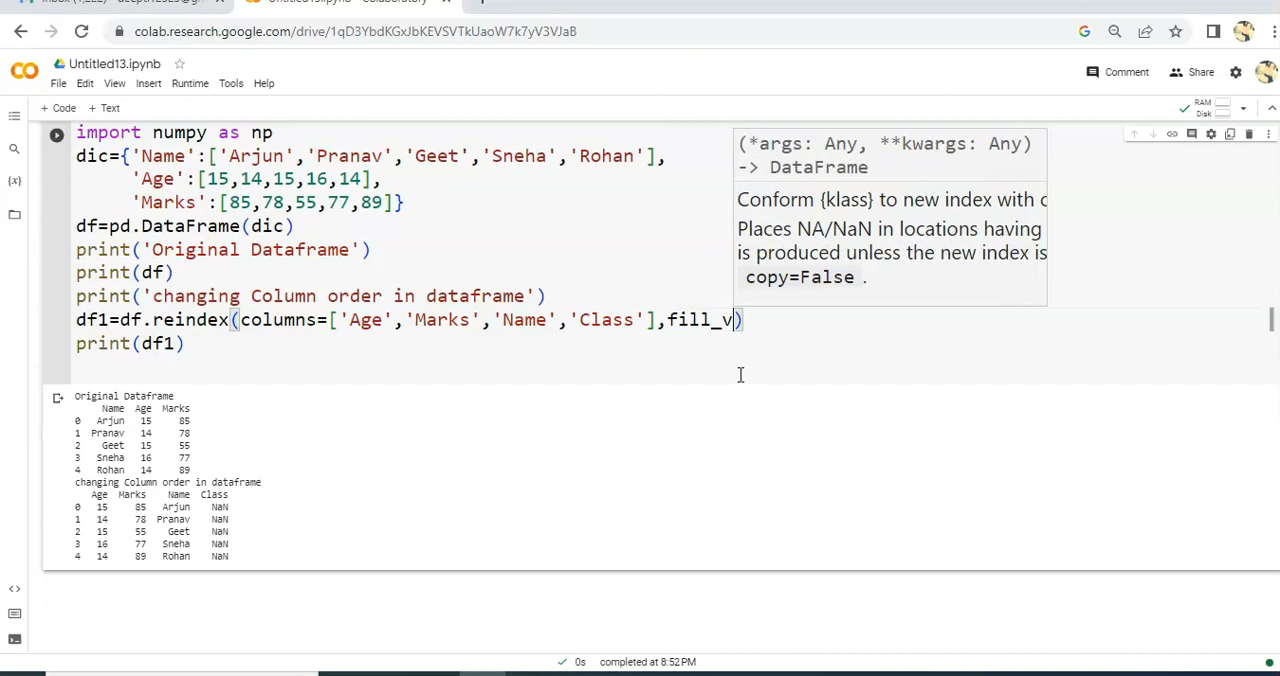 Untitled13.ipynb - Colaboratory
colab.research.google.com/drive/1qD3YbdKGxJbKEVSVTkUaoW7k7yV3VJaB
Untitled13.ipynb
Comment Share
File Edit View Insert Runtime Tools Help
+ Code + Text
RAM
Disk
import numpy as np
dic={'Name':['Arjun','Pranav','Geet','Sneha','Rohan'],
'Age':[15,14,15,16,14],
'Marks':[85,78,55,77,89]}
df=pd.DataFrame(dic)
print('Original Dataframe')
print(df)
print('changing Column order in dataframe')
df1=df.reindex(columns=['Age','Marks','Name','Class'],fill_v)
print(df1)
(*args: Any, **kwargs: Any)
-> DataFrame
Conform {klass} to new index with
Places NA/NaN in locations having
is produced unless the new index is
copy=False .
Original Dataframe
Name Age Marks
0 Arjun 15 85
1 Pranav 14 78
2 Geet 15 55
3 Sneha 16 77
4 Rohan 14 89
changing Column order in dataframe
Age Marks Name Class
0 15 85 Arjun NaN
1 14 78 Pranav NaN
2 15 55 Geet NaN
3 16 77 Sneha NaN
4 14 89 Rohan NaN
0s completed at 8:52 PM